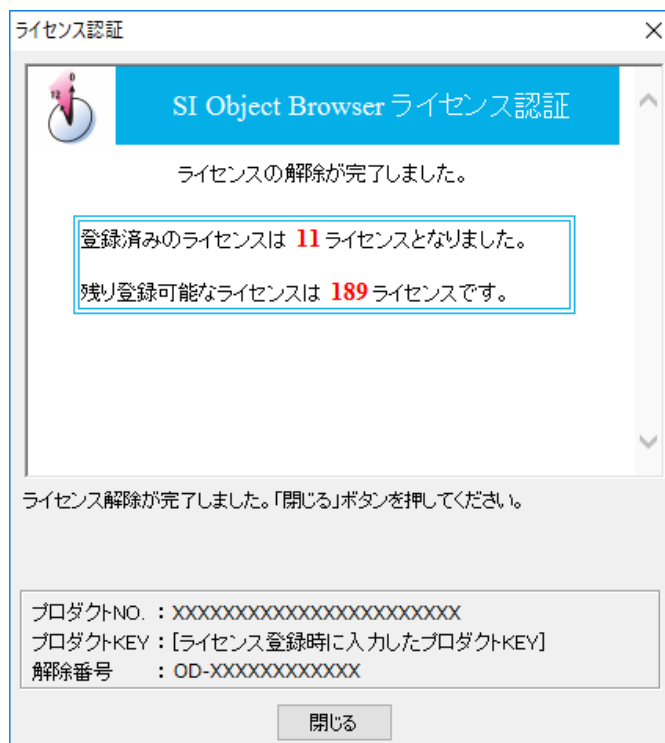 ライセンス認証
SI Object Browser ライセンス認証
ライセンスの解除が完了しました。
登録済みのライセンスは 11 ライセンスとなりました。
残り登録可能なライセンスは 189 ライセンスです。
ライセンス解除が完了しました。「閉じる」ボタンを押してください。
プロダクトNO. : XXXXXXXXXXXXXXXXXXXXXXX
プロダクトKEY : [ライセンス登録時に入力したプロダクトKEY]
解除番号 : OD-XXXXXXXXXXXX
閉じる